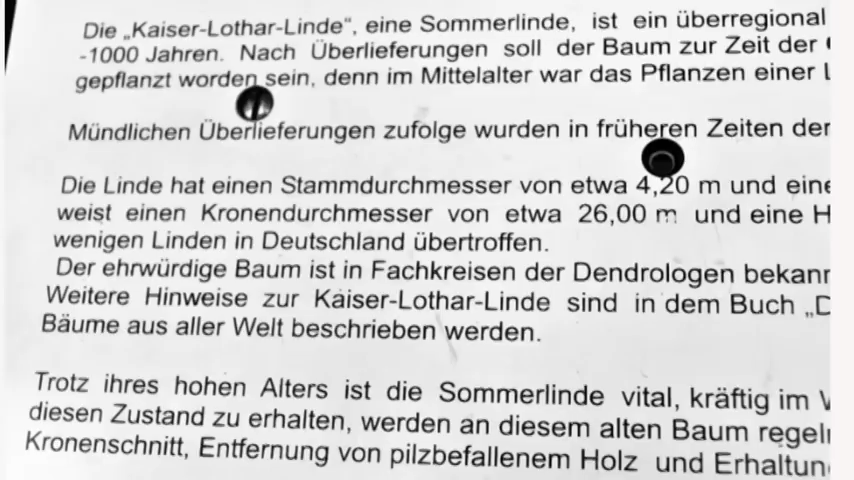 Die „Kaiser-Lothar-Linde“, eine Sommerlinde, ist ein überregional
-1000 Jahren. Nach Überlieferungen soll der Baum zur Zeit der
gepflanzt worden sein, denn im Mittelalter war das Pflanzen einer
Mündlichen Überlieferungen zufolge wurden in früheren Zeiten der
Die Linde hat einen Stammdurchmesser von etwa 4,20 m und eine
weist einen Kronendurchmesser von etwa 26,00 m und eine H
wenigen Linden in Deutschland übertroffen.
Der ehrwürdige Baum ist in Fachkreisen der Dendrologen bekann
Weitere Hinweise zur Kaiser-Lothar-Linde sind in dem Buch „D
Bäume aus aller Welt beschrieben werden.
Trotz ihres hohen Alters ist die Sommerlinde vital, kräftig im
diesen Zustand zu erhalten, werden an diesem alten Baum regel
Kronenschnitt, Entfernung von pilzbefallenem Holz und Erhaltun